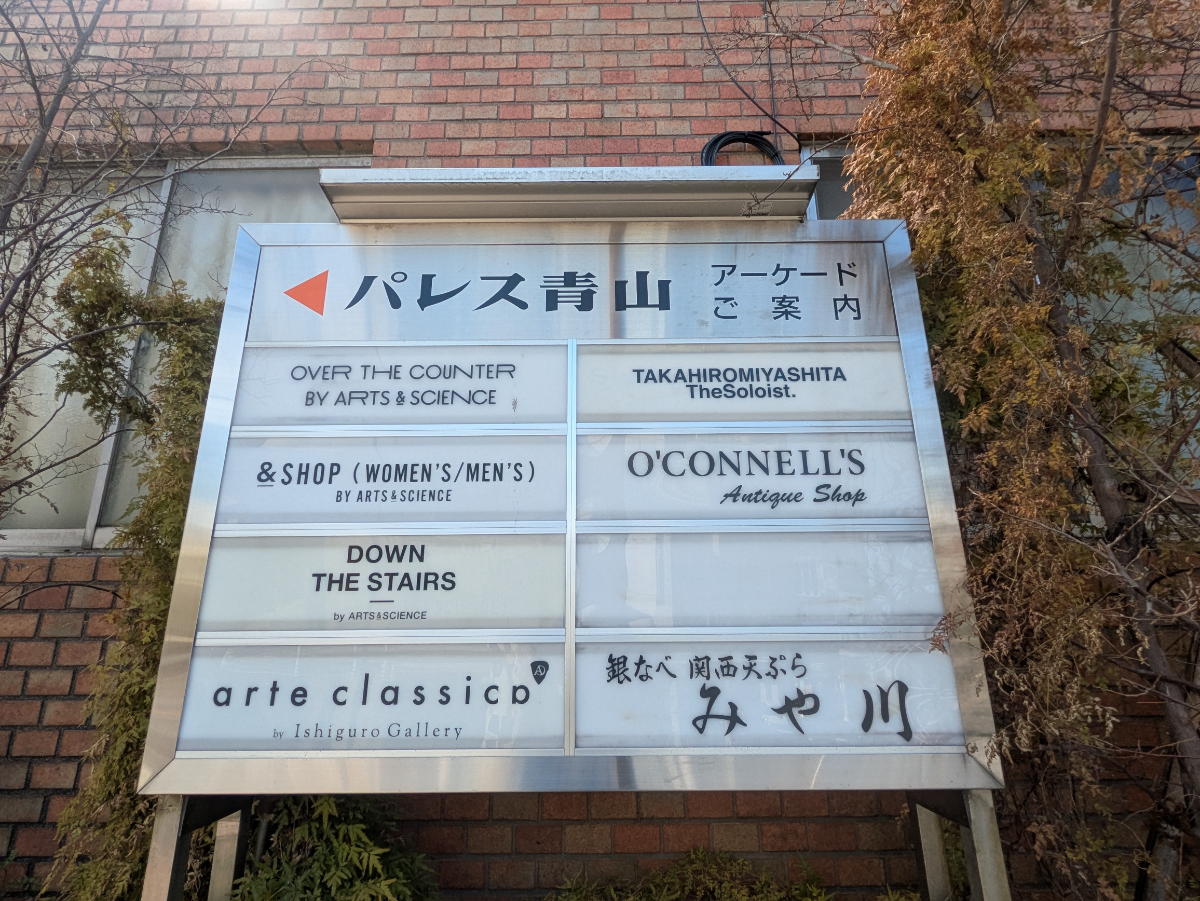 パレス青山
アーケード
ご案内
OVER THE COUNTER
BY ARTS & SCIENCE
&SHOP (WOMEN'S/MEN'S)
BY ARTS&SCIENCE
DOWN
THE STAIRS
by ARTS&SCIENCE
arte classica
by Ishiguro Gallery
TAKAHIROMIYASHITA
TheSoloist.
O'CONNELL'S
Antique Shop
銀なべ 関西天ぷら
みや川